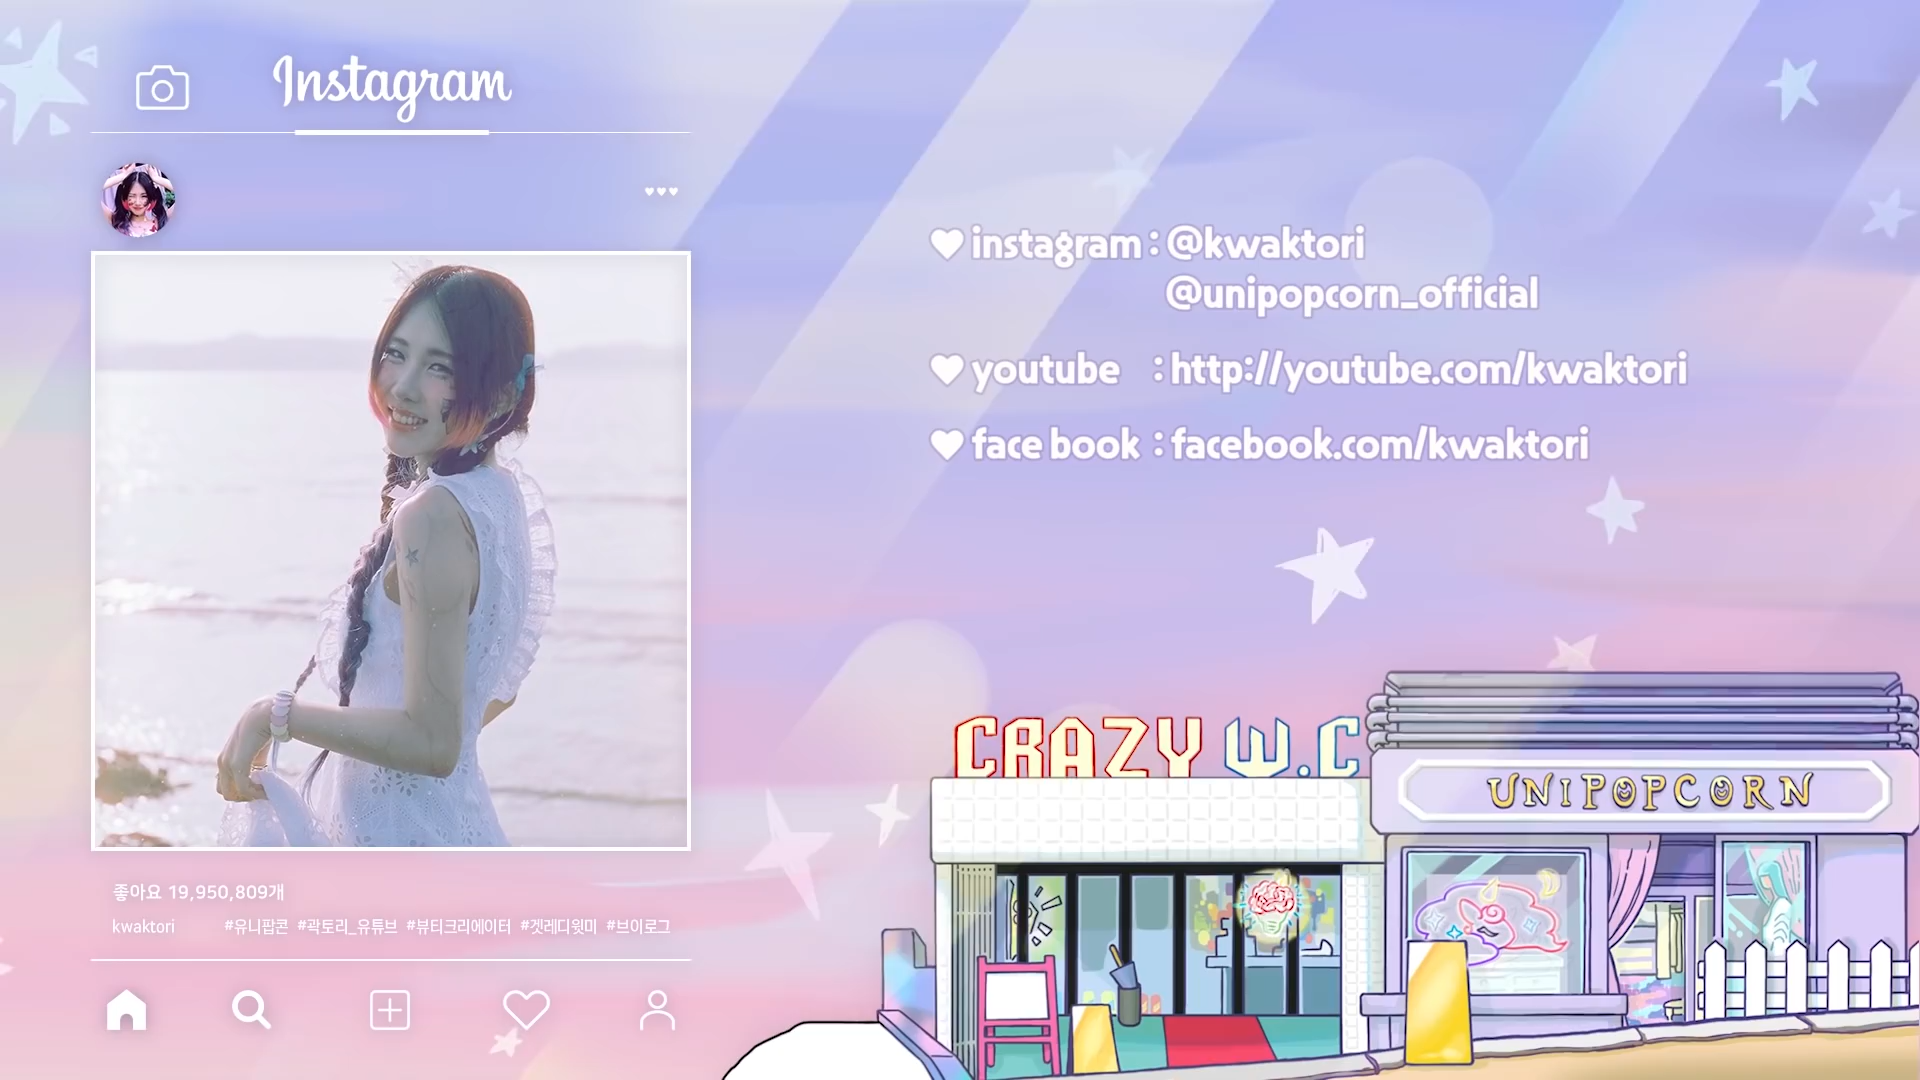 Instagram
instagram : @kwaktori
@unipopcorn_official
youtube : http://youtube.com/kwaktori
face book : facebook.com/kwaktori
CRAZY W.C
UNIPOPCORN
좋아요 19,950,809개
kwaktori #유니팝콘 #곽토리_유튜브 #뷰티크리에이터 #겟레디윗미 #브이로그